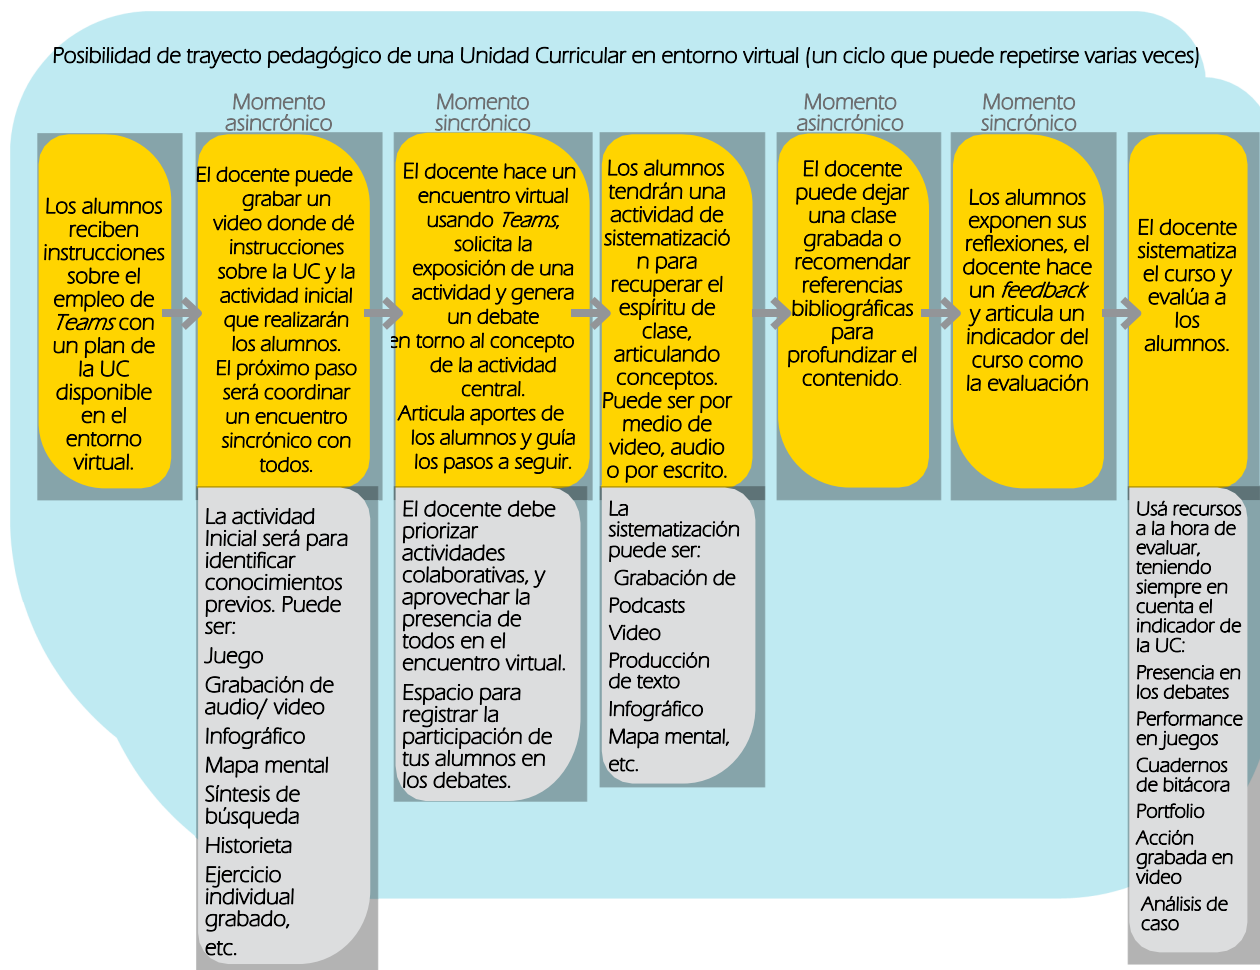 Posibilidad de trayecto pedagógico de una Unidad Curricular en entorno virtual (un ciclo que puede repetirse varias veces)
Los alumnos
reciben
instrucciones
sobre el
empleo de
Teams con
un plan de
la UC
disponible
en el
entorno
virtual.
Momento
asincrónico
El docente puede
grabar un
video donde dé
instrucciones
sobre la UC y la
actividad inicial
que realizarán
los alumnos.
El próximo paso
será coordinar
un encuentro
sincrónico con
todos.
La actividad
Inicial será para
identificar
conocimientos
previos. Puede
ser:
Juego
Grabación de
audio/ video
Infográfico
Mapa mental
Síntesis de
búsqueda
Historieta
Ejercicio
individual
grabado,
etc.
Momento
sincrónico
El docente hace un
encuentro virtual
usando Teams,
solicita la
exposición de una
actividad y genera
un debate
en torno al concepto
de la actividad
central.
Articula aportes de
los alumnos y guía
los pasos a seguir.
El docente debe
priorizar
actividades
colaborativas, y
aprovechar la
presencia de
todos en el
encuentro virtual.
Espacio para
registrar la
participación de
tus alumnos en
los debates.
Los alumnos
tendrán una
actividad de
sistematizació
n para
recuperar el
espíritu de
clase,
articulando
conceptos.
Puede ser por
medio de
video, audio
o por escrito.
La
sistematización
puede ser:
Grabación de
Podcasts
Video
Producción
de texto
Infográfico
Mapa mental,
etc.
Momento
asincrónico
El docente
puede dejar
una clase
grabada o
recomendar
referencias
bibliográficas
para
profundizar el
contenido.
Momento
sincrónico
Los alumnos
exponen sus
reflexiones, el
docente hace
un feedback
y articula un
indicador del
curso como
la evaluación
El docente
sistematiza
el curso y
evalúa a
los
alumnos.
Usá recursos
a la hora de
evaluar,
teniendo
siempre en
cuenta el
indicador de
la UC:
Presencia en
los debates
Performance
en juegos
Cuadernos
de bitácora
Portfolio
Acción
grabada en
video
Análisis de
caso